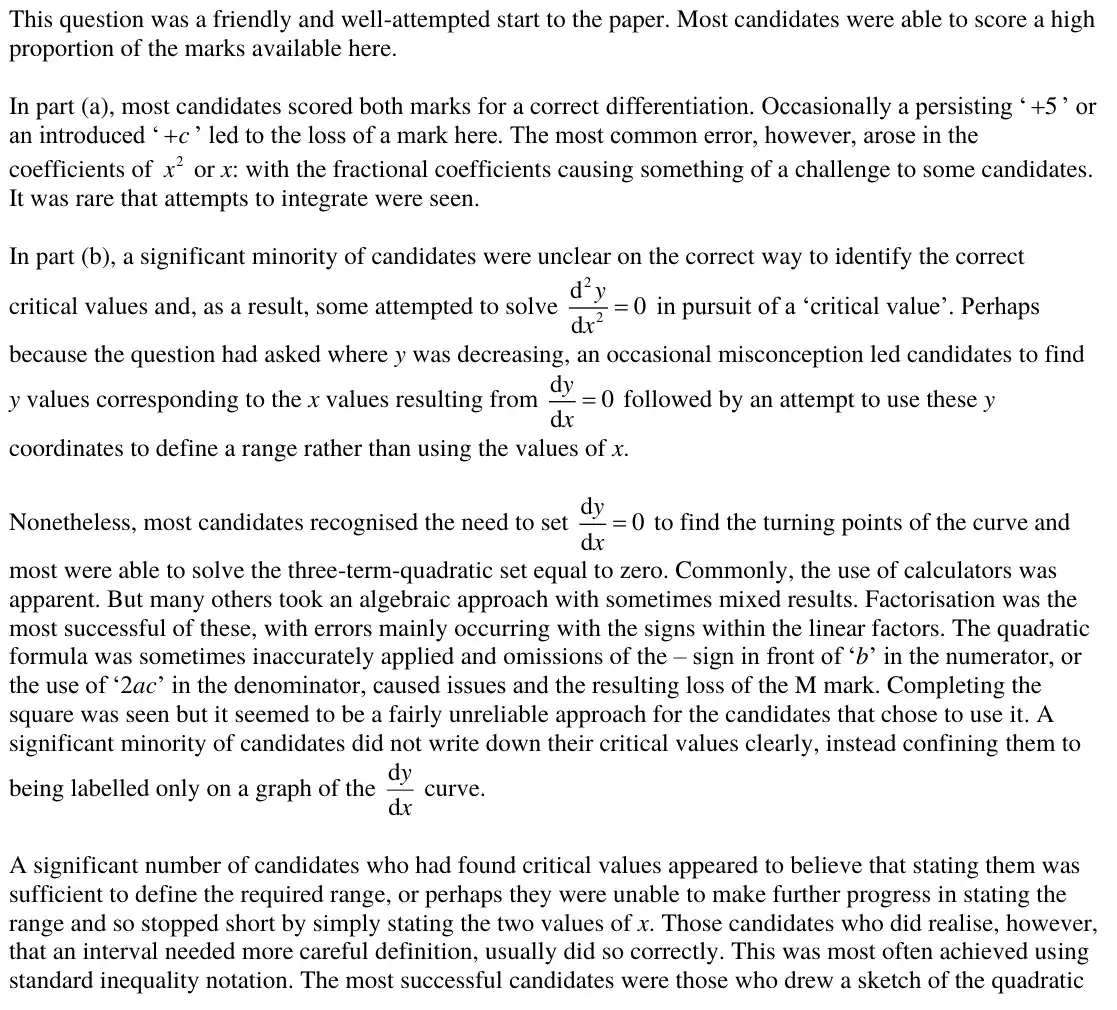 This question was a friendly and well-attempted start to the paper. Most candidates were able to score a high
proportion of the marks available here.
In part (a), most candidates scored both marks for a correct differentiation. Occasionally a persisting ‘ +5 ’ or
an introduced ‘ +c ’ led to the loss of a mark here. The most common error, however, arose in the
coefficients of x² or x: with the fractional coefficients causing something of a challenge to some candidates.
It was rare that attempts to integrate were seen.
In part (b), a significant minority of candidates were unclear on the correct way to identify the correct
critical values and, as a result, some attempted to solve d²y/dx² = 0 in pursuit of a ‘critical value’. Perhaps
because the question had asked where y was decreasing, an occasional misconception led candidates to find
y values corresponding to the x values resulting from dy/dx = 0 followed by an attempt to use these y
coordinates to define a range rather than using the values of x.
Nonetheless, most candidates recognised the need to set dy/dx = 0 to find the turning points of the curve and
most were able to solve the three-term-quadratic set equal to zero. Commonly, the use of calculators was
apparent. But many others took an algebraic approach with sometimes mixed results. Factorisation was the
most successful of these, with errors mainly occurring with the signs within the linear factors. The quadratic
formula was sometimes inaccurately applied and omissions of the – sign in front of ‘b’ in the numerator, or
the use of ‘2ac’ in the denominator, caused issues and the resulting loss of the M mark. Completing the
square was seen but it seemed to be a fairly unreliable approach for the candidates that chose to use it. A
significant minority of candidates did not write down their critical values clearly, instead confining them to
being labelled only on a graph of the dy/dx curve.
A significant number of candidates who had found critical values appeared to believe that stating them was
sufficient to define the required range, or perhaps they were unable to make further progress in stating the
range and so stopped short by simply stating the two values of x. Those candidates who did realise, however,
that an interval needed more careful definition, usually did so correctly. This was most often achieved using
standard inequality notation. The most successful candidates were those who drew a sketch of the quadratic